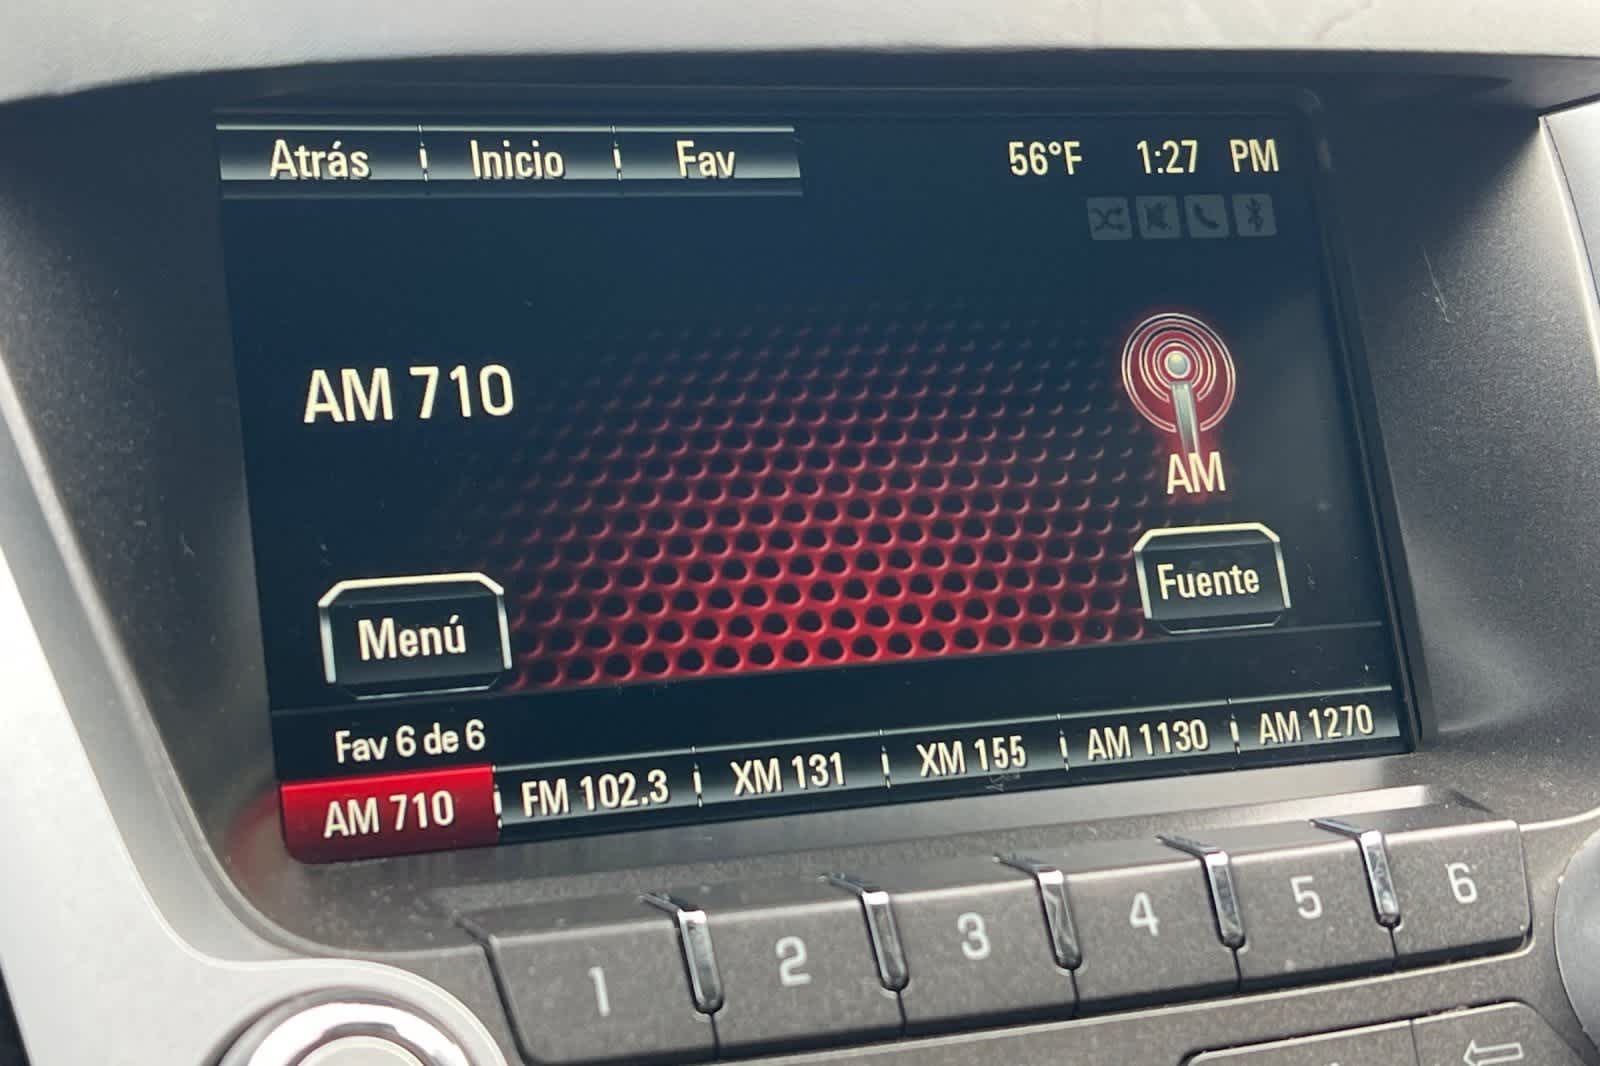 Atrás Inicio Fav 56°F 1:27 PM
AM 710
AM
Fuente
Menú
Fav 6 de 6
AM 710 FM 102.3 XM 131 XM 155 AM 1130 AM 1270
1 2 3 4 5 6